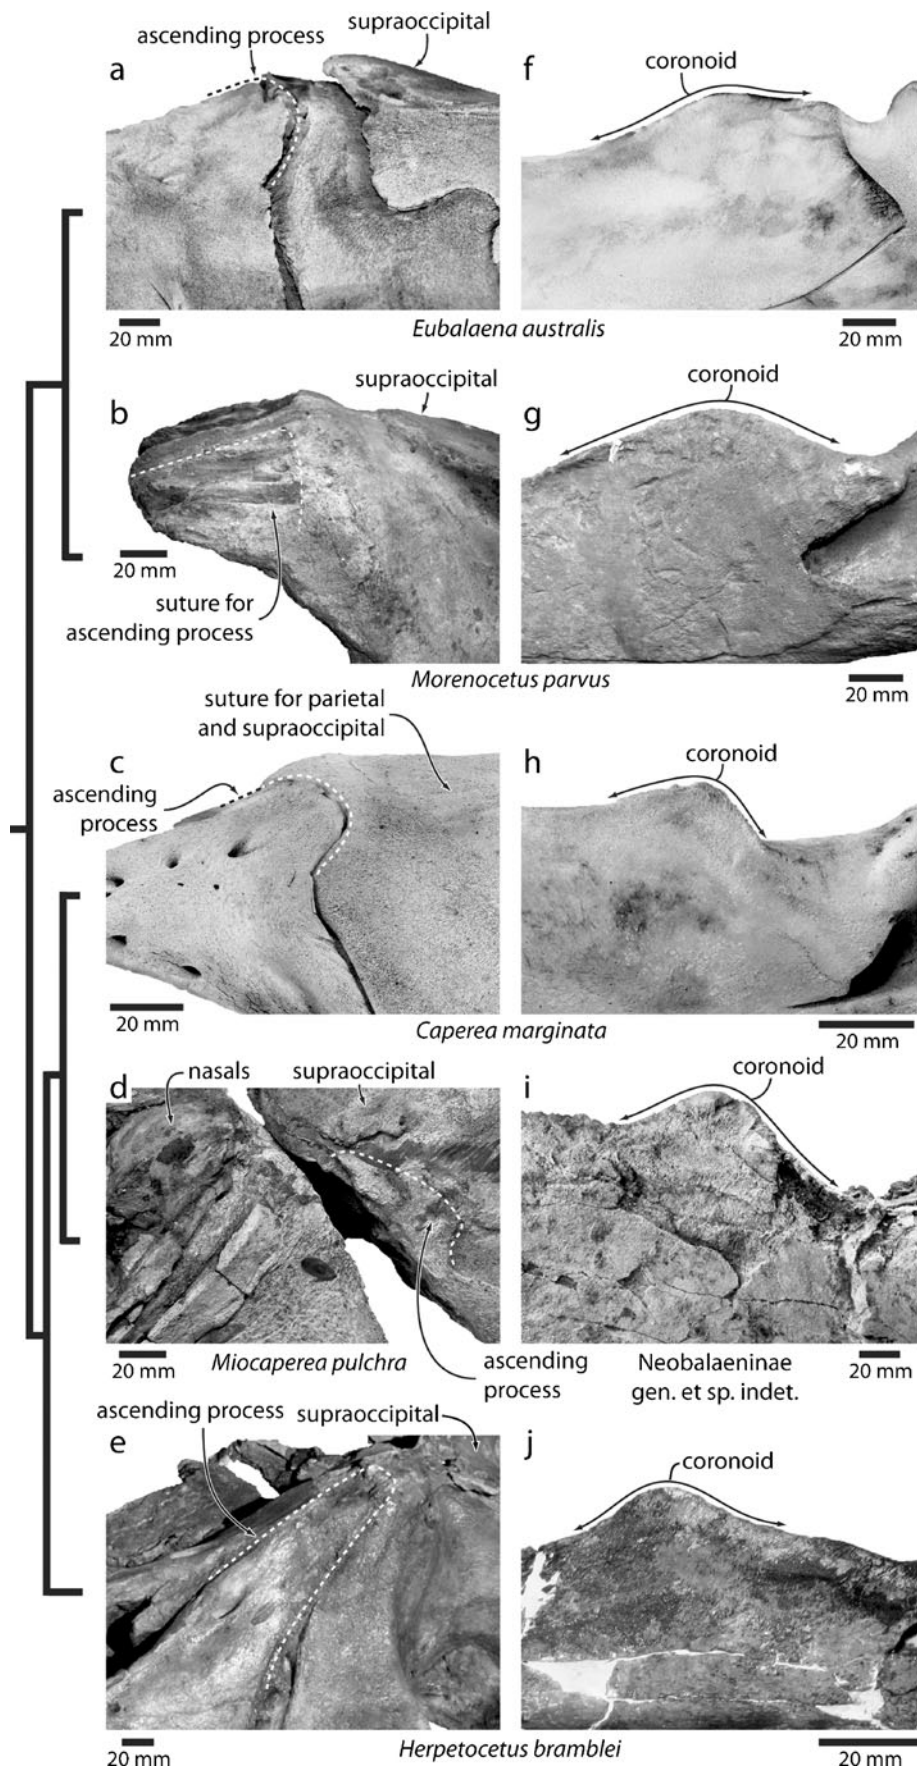 ascending process
supraoccipital
a
f
coronoid
20 mm
Eubalaena australis
20 mm
supraoccipital
coronoid
b
g
20 mm
suture for
ascending process
Morenocetus parvus
20 mm
suture for parietal
and supraoccipital
c
ascending
process
h
coronoid
20 mm
Caperea marginata
20 mm
d
nasals
supraoccipital
i
coronoid
20 mm
Miocaperea pulchra
ascending
process
Neobalaeninae
gen. et sp. indet.
20 mm
ascending process
supraoccipital
e
j
coronoid
20 mm
Herpetocetus bramblei
20 mm